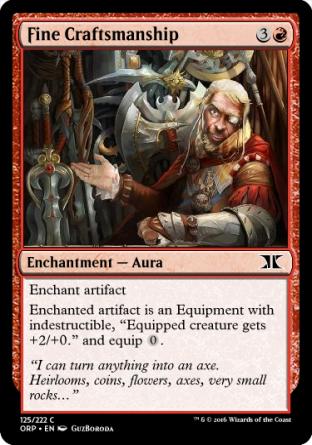 Fine Craftsmanship 3
Enchantment — Aura
Enchant artifact
Enchanted artifact is an Equipment with
indestructible, “Equipped creature gets
+2/+0.” and equip 0.
“I can turn anything into an axe.
Heirlooms, coins, flowers, axes, very small
rocks…”
125/222 C
ORP • EN GuzBoroda
™ & © 2016 Wizards of the Coast